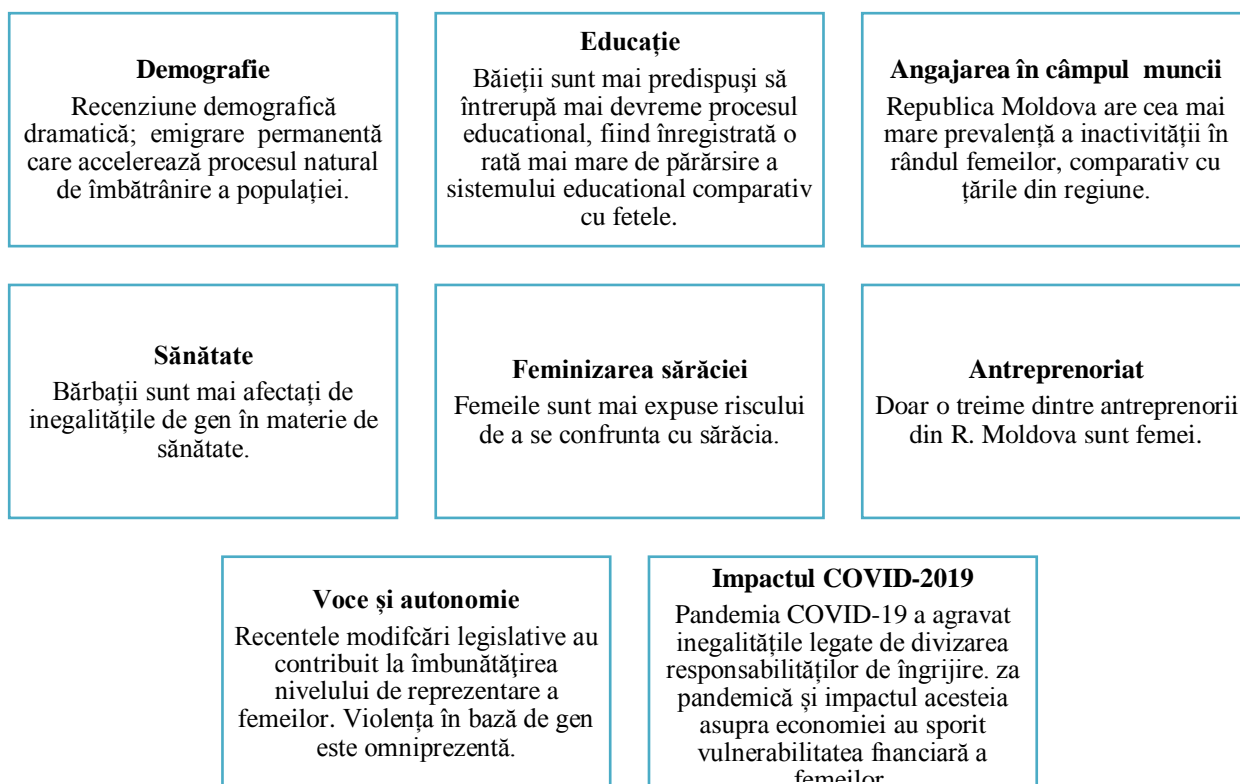 Demografie
Recenziune demografică
dramatică; emigrare permanentă
care accelerează procesul natural
de îmbătrânire a populației.
Educație
Băieții sunt mai predispuși să
întrerupă mai devreme procesul
educational, fiind înregistrată o
rată mai mare de părărsire a
sistemului educational comparativ
cu fetele.
Angajarea în câmpul muncii
Republica Moldova are cea mai
mare prevalență a inactivității în
rândul femeilor, comparativ cu
țările din regiune.
Sănătate
Bărbații sunt mai afectați de
inegalitățile de gen în materie de
sănătate.
Feminizarea sărăciei
Femeile sunt mai expuse riscului
de a se confrunta cu sărăcia.
Antreprenoriat
Doar o treime dintre antreprenorii
din R. Moldova sunt femei.
Voce și autonomie
Recentele modifcări legislative au
contribuit la îmbunătățirea
nivelului de reprezentare a
femeilor. Violența în bază de gen
este omniprezentă.
Impactul COVID-2019
Pandemia COVID-19 a agravat
inegalitățile legate de divizarea
responsabilităților de îngrijire. za
pandemică și impactul acesteia
asupra economiei au sporit
vulnerabilitatea fnanciară a
femeilor